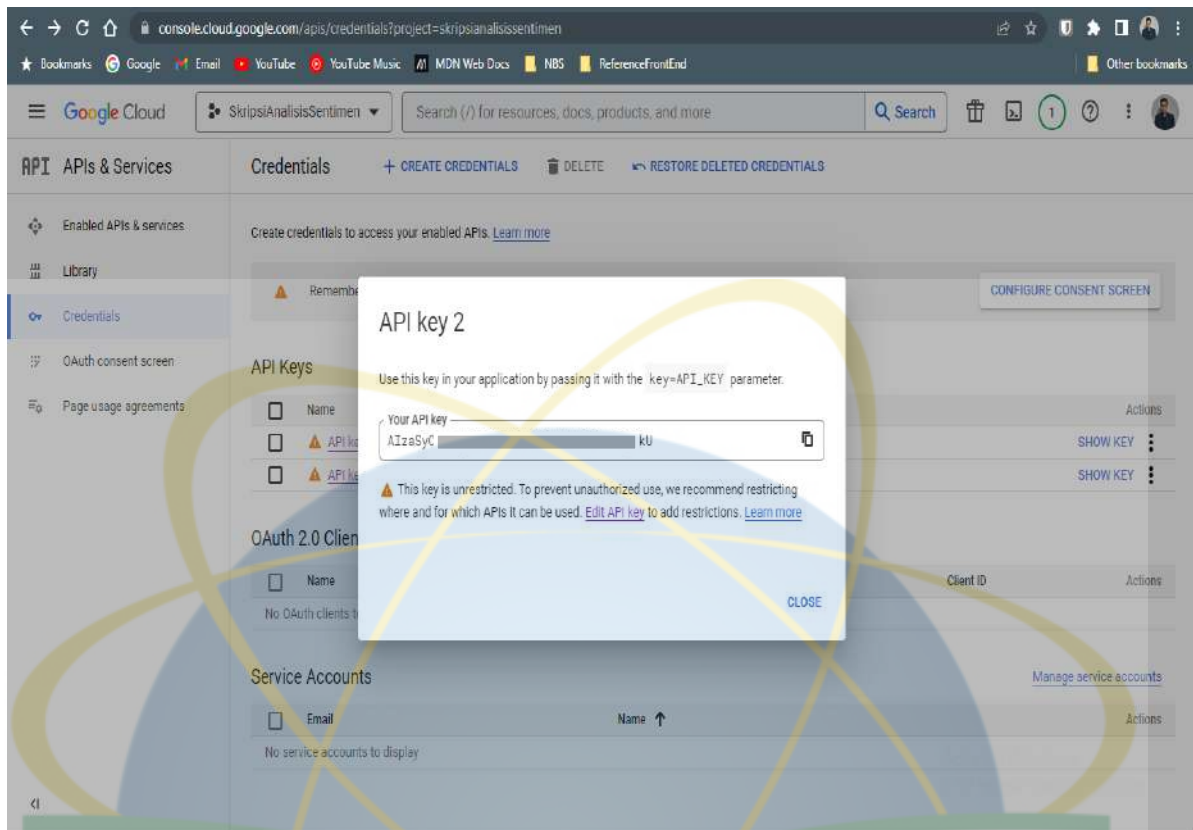 console.cloud.google.com/apis/credentials?project=skripsianalisissentimen
Bookmarks Google Email YouTube YouTube Music MDN Web Docs NBS ReferenceFrontEnd Other bookmarks
Google Cloud SkripsiAnalisisSentimen Search (/) for resources, docs, products, and more Search 1
API APIs & Services Credentials + CREATE CREDENTIALS DELETE RESTORE DELETED CREDENTIALS
Enabled APIs & services
Library
Credentials
OAuth consent screen
Page usage agreements
Create credentials to access your enabled APIs. Learn more
Remembe CONFIGURE CONSENT SCREEN
API Keys
Name Actions
API ke SHOW KEY
API ke SHOW KEY
API key 2
Use this key in your application by passing it with the key=API_KEY parameter.
Your API key
AIzaSyC kU
This key is unrestricted. To prevent unauthorized use, we recommend restricting
where and for which APIs it can be used. Edit API key to add restrictions. Learn more
CLOSE
OAuth 2.0 Clien
Name Client ID Actions
No OAuth clients t
Service Accounts Manage service accounts
Email Name ↑ Actions
No service accounts to display